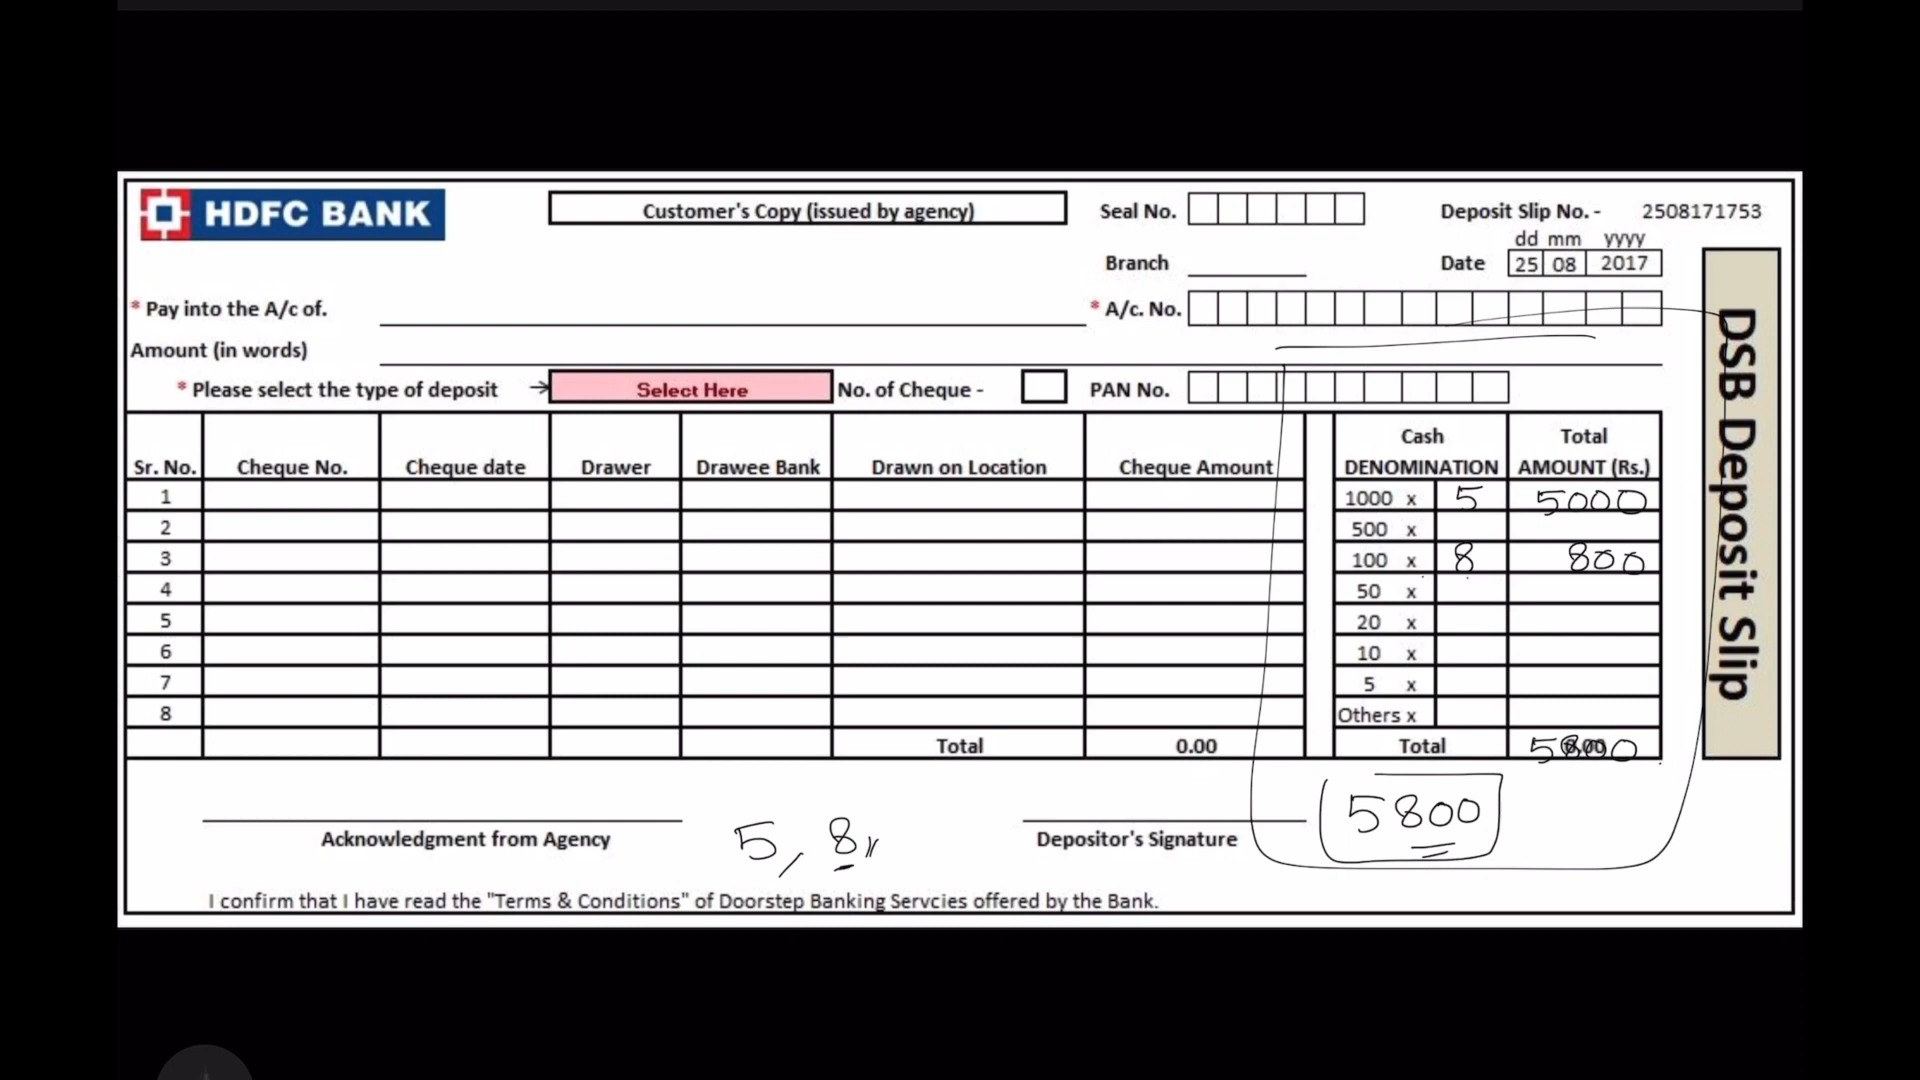 HDFC BANK
Customer's Copy (issued by agency)
Seal No.
Deposit Slip No. - 2508171753
dd mm yyyy
Branch
Date 25 08 2017
* Pay into the A/c of.
* A/c. No.
Amount (in words)
* Please select the type of deposit
Select Here
No. of Cheque -
PAN No.
DSB Deposit Slip
Sr. No. Cheque No. Cheque date Drawer Drawee Bank Drawn on Location Cheque Amount
1
2
3
4
5
6
7
8
Total 0.00
Cash Total
DENOMINATION AMOUNT (Rs.)
1000 x 5 5000
500 x
100 x 8 800
50 x
20 x
10 x
5 x
Others x
Total 5800
5800
Acknowledgment from Agency
5, 8
Depositor's Signature
I confirm that I have read the "Terms & Conditions" of Doorstep Banking Servcies offered by the Bank.